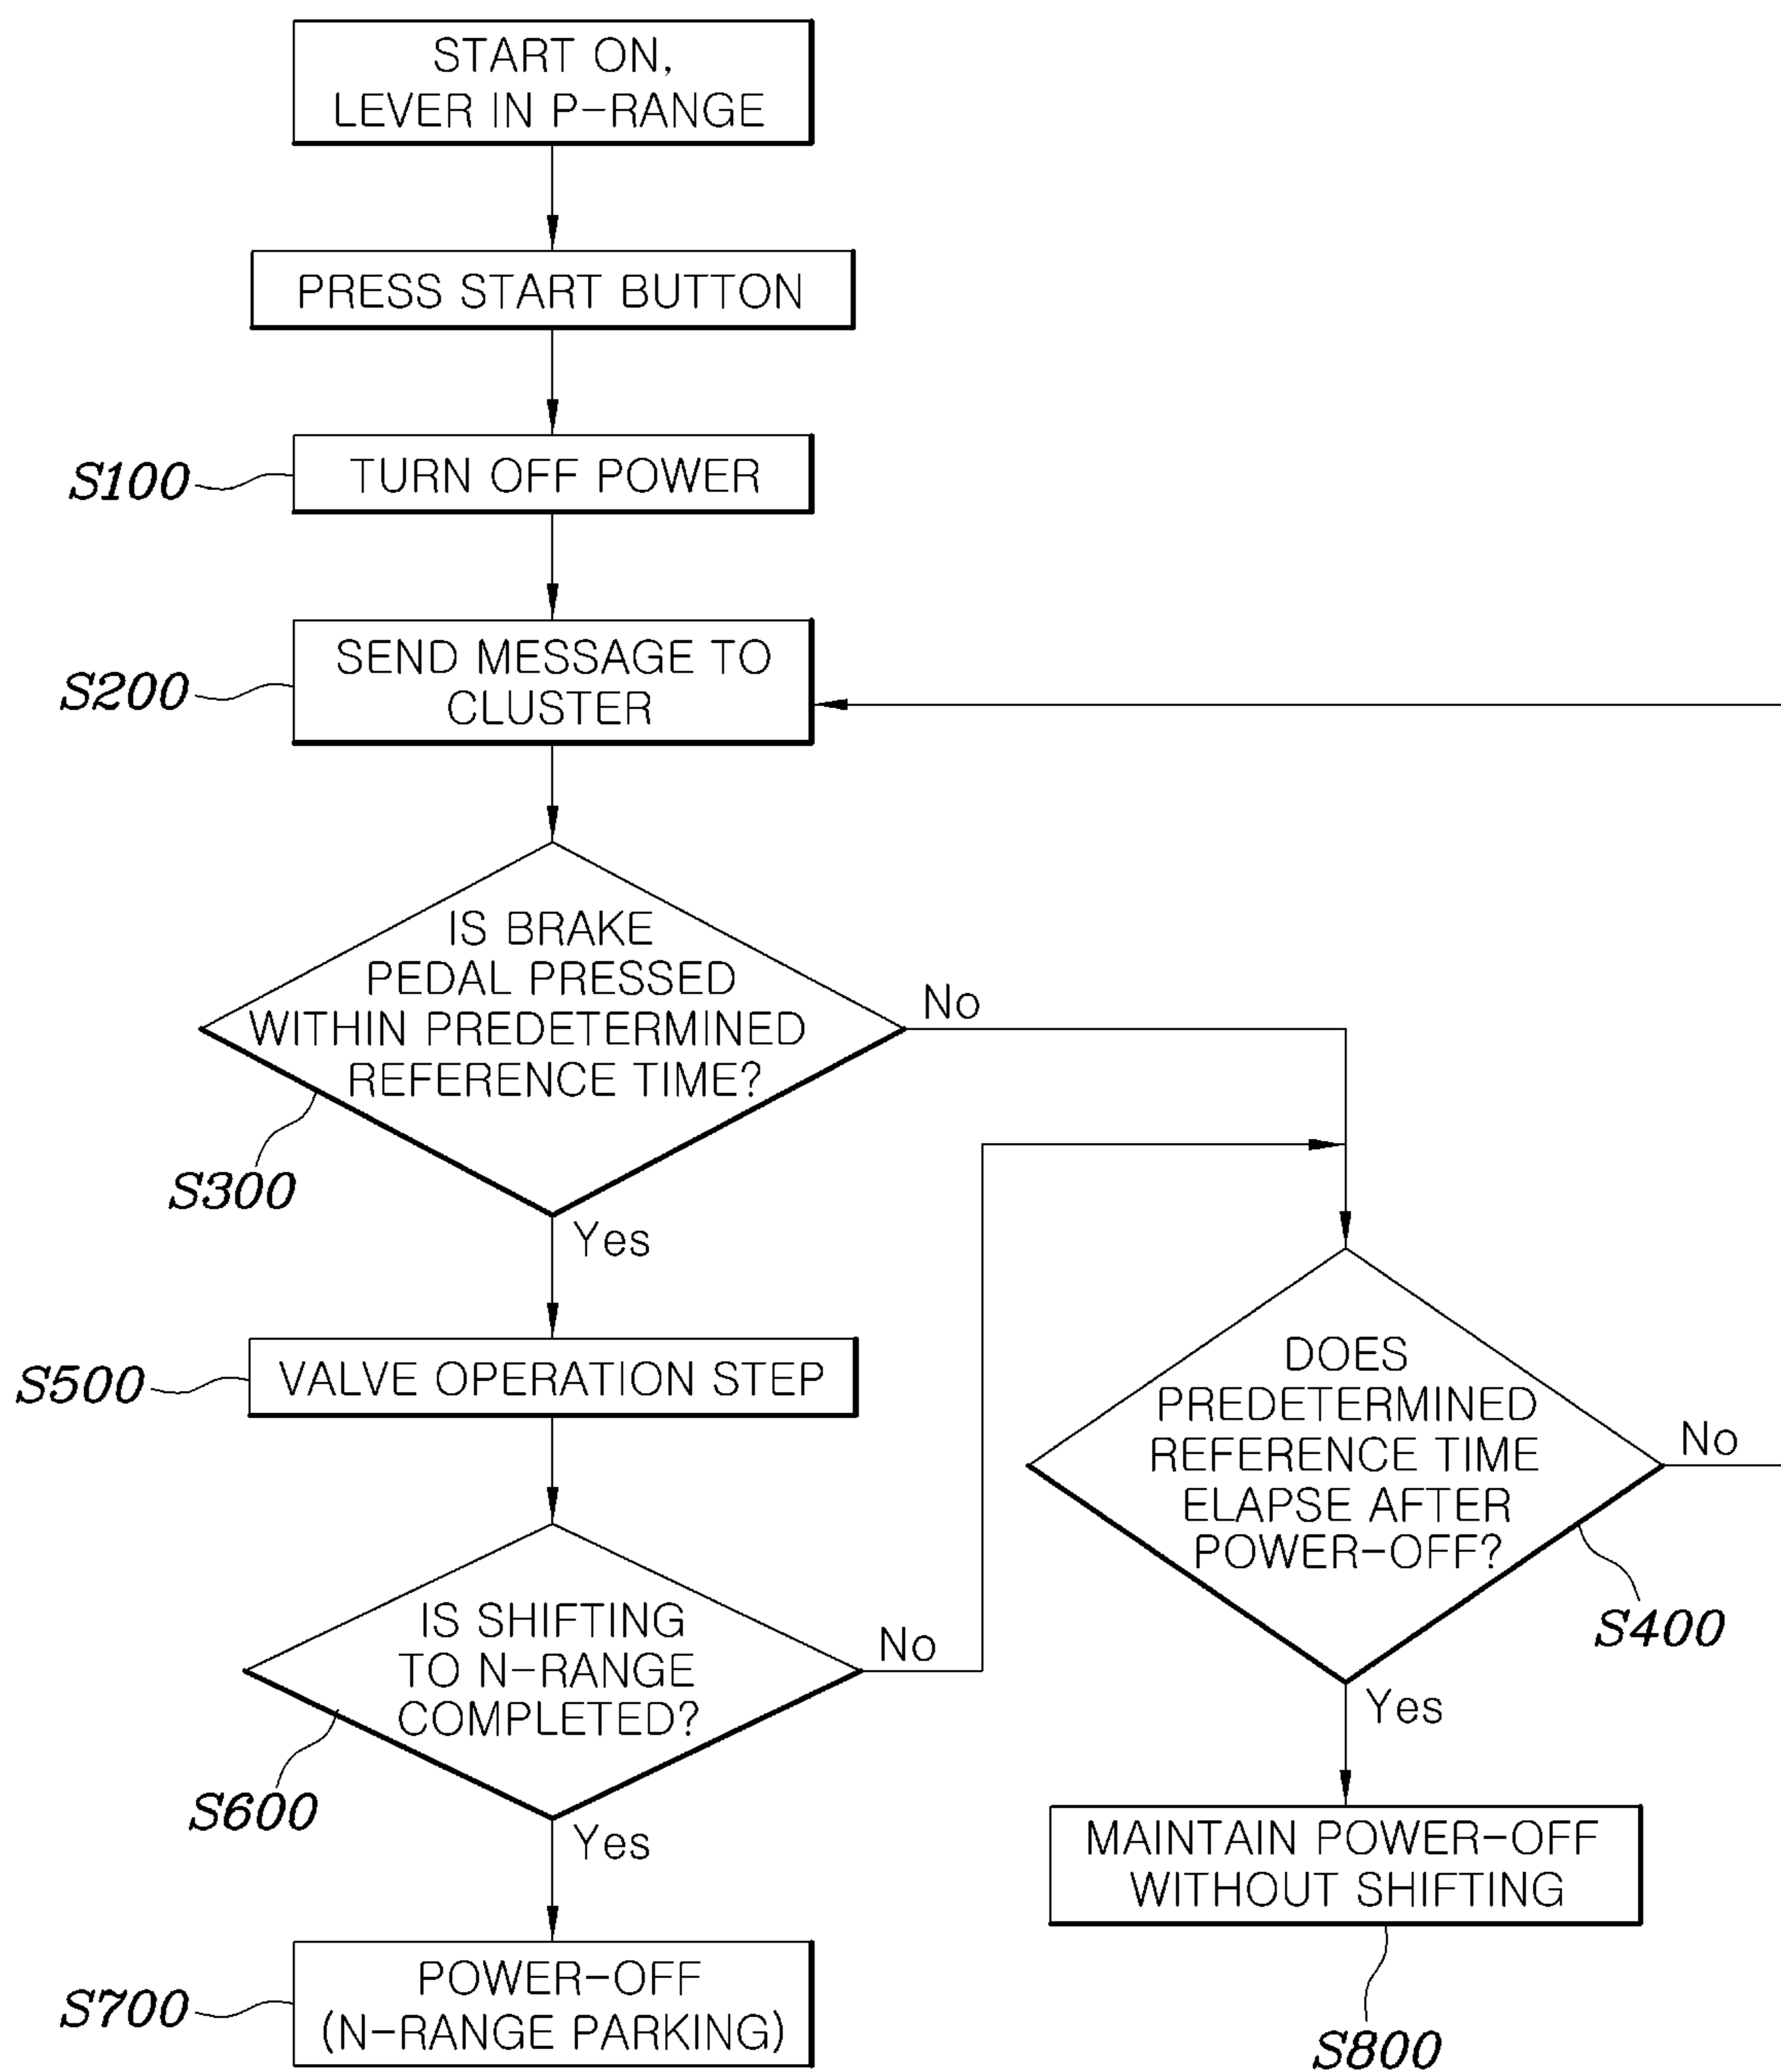 START ON,
LEVER IN P-RANGE
PRESS START BUTTON
S100
TURN OFF POWER
S200
SEND MESSAGE TO
CLUSTER
IS BRAKE
PEDAL PRESSED
WITHIN PREDETERMINED
REFERENCE TIME?
No
S300
Yes
S500
VALVE OPERATION STEP
DOES
PREDETERMINED
REFERENCE TIME
ELAPSE AFTER
POWER-OFF?
No
S400
Yes
IS SHIFTING
TO N-RANGE
COMPLETED?
No
S600
Yes
MAINTAIN POWER-OFF
WITHOUT SHIFTING
S800
S700
POWER-OFF
(N-RANGE PARKING)